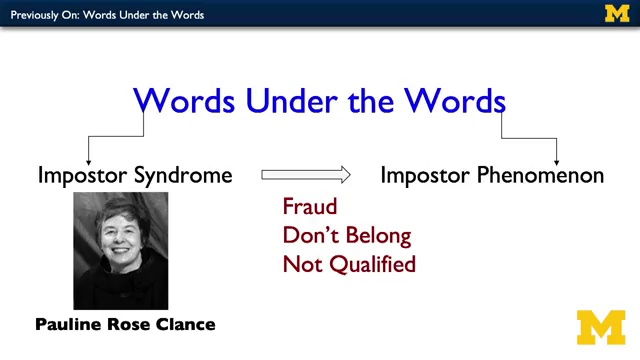 Previously On: Words Under the Words
M
Words Under the Words
Impostor Syndrome
Impostor Phenomenon
Fraud
Don't Belong
Not Qualified
Pauline Rose Clance
M